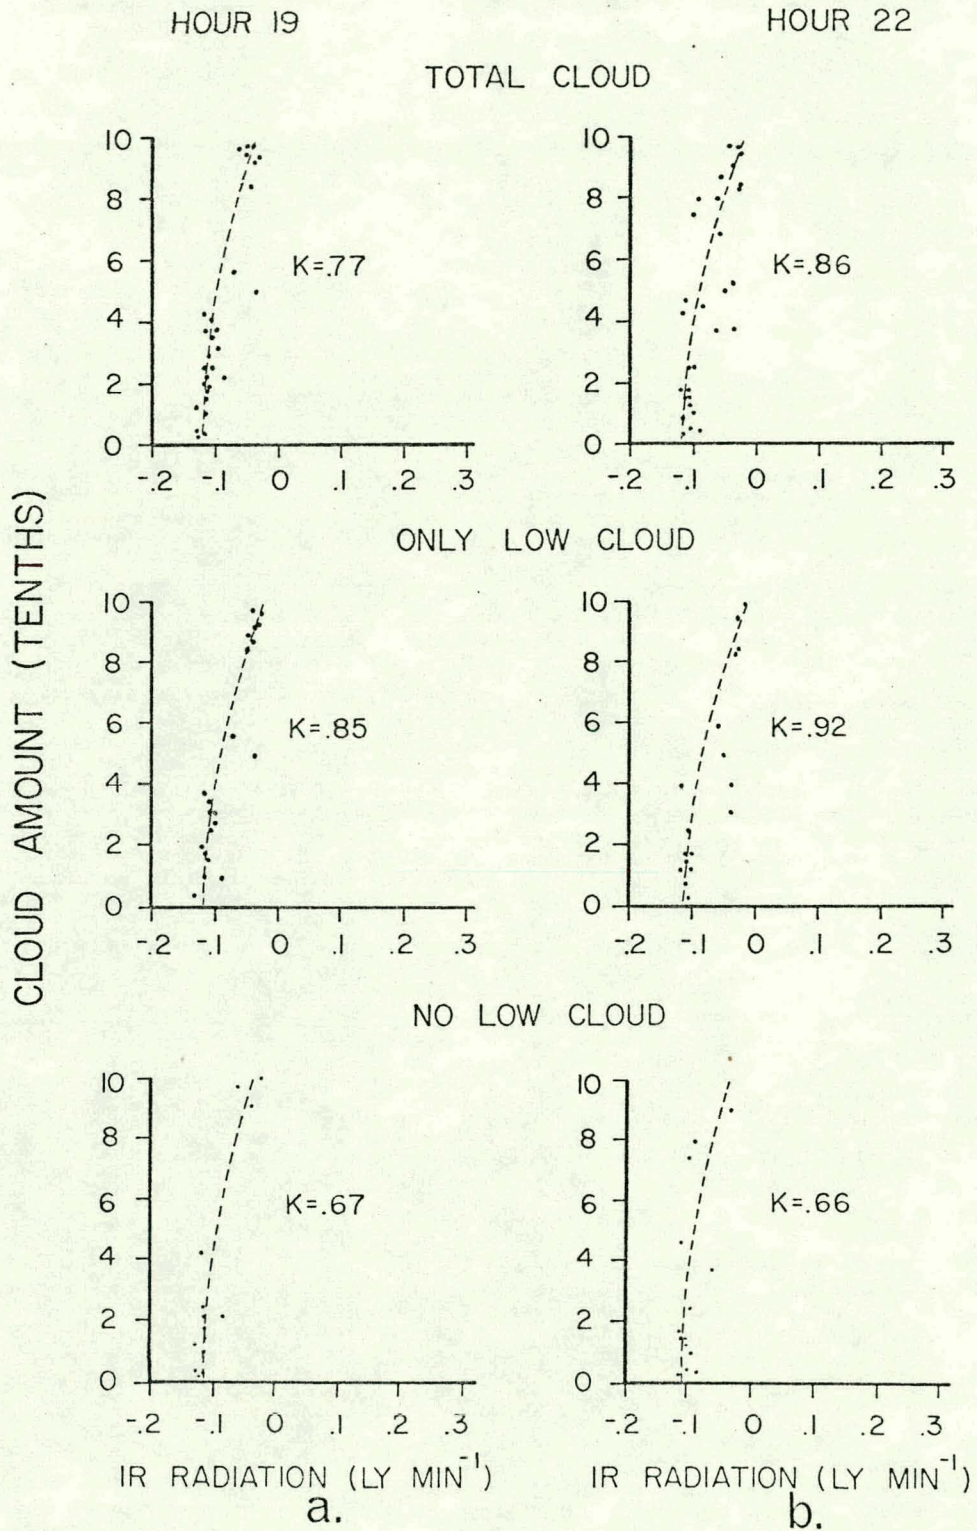 HOUR 19 HOUR 22
TOTAL CLOUD
10 10
8 8
6 K=.77 6 K=.86
4 4
2 2
0 0
-.2 -.1 0 .1 .2 .3 -.2 -.1 0 .1 .2 .3
CLOUD AMOUNT (TENTHS)
ONLY LOW CLOUD
10 10
8 8
6 K=.85 6 K=.92
4 4
2 2
0 0
-.2 -.1 0 .1 .2 .3 -.2 -.1 0 .1 .2 .3
NO LOW CLOUD
10 10
8 8
6 K=.67 6 K=.66
4 4
2 2
0 0
-.2 -.1 0 .1 .2 .3 -.2 -.1 0 .1 .2 .3
IR RADIATION (LY MIN⁻¹) IR RADIATION (LY MIN⁻¹)
a. b.